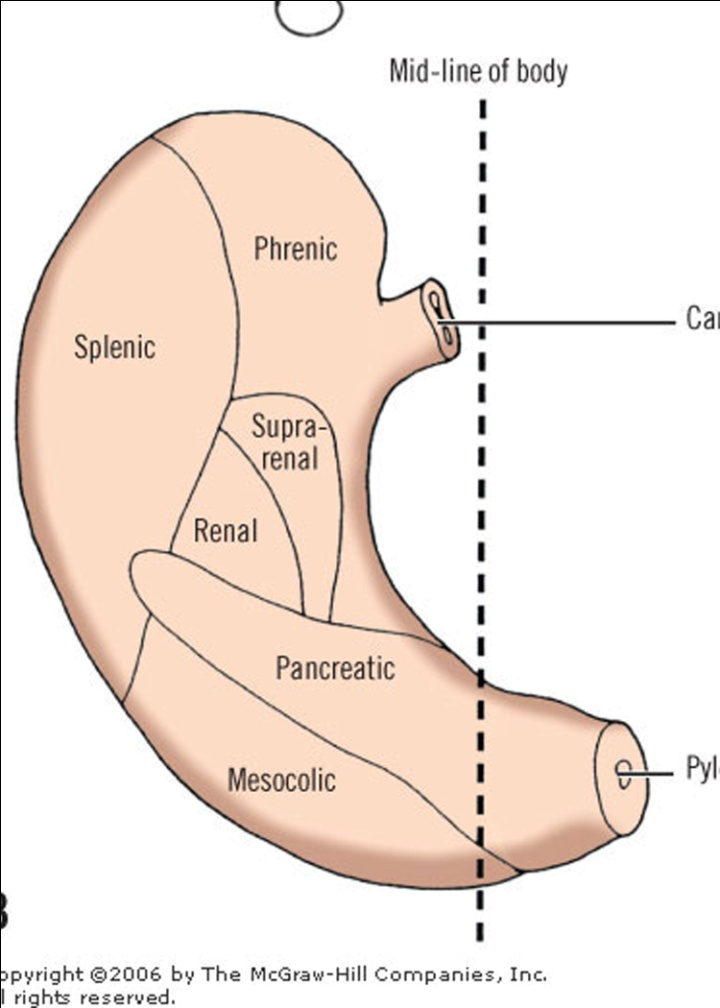 Mid-line of body
Phrenic
Splenic
Car
Supra-
renal
Renal
Pancreatic
Mesocolic
Pyl
B
opyright ©2006 by The McGraw-Hill Companies, Inc.
l rights reserved.